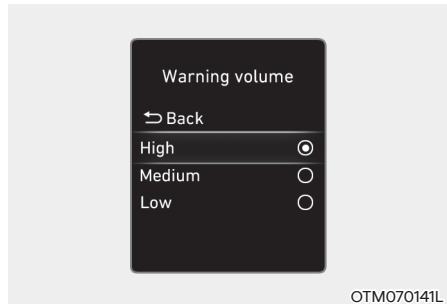 Warning volume
Back
High
Medium
Low
OTM070141L